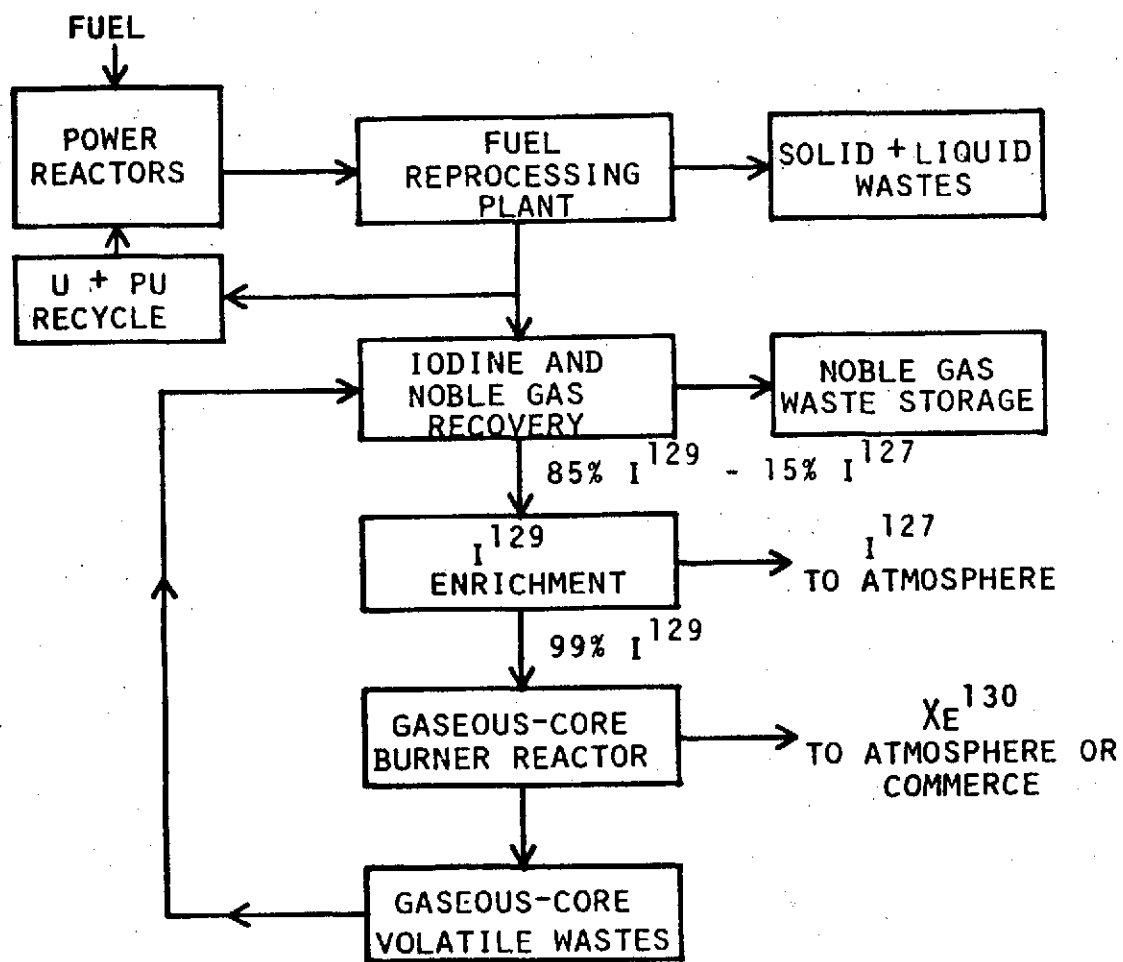 FUEL
POWER
REACTORS
FUEL
REPROCESSING
PLANT
SOLID + LIQUID
WASTES
U + PU
RECYCLE
IODINE AND
NOBLE GAS
RECOVERY
NOBLE GAS
WASTE STORAGE
85% I¹²⁹ - 15% I¹²⁷
I¹²⁹
ENRICHMENT
I¹²⁷
TO ATMOSPHERE
99% I¹²⁹
GASEOUS-CORE
BURNER REACTOR
XE¹³⁰
TO ATMOSPHERE OR
COMMERCE
GASEOUS-CORE
VOLATILE WASTES